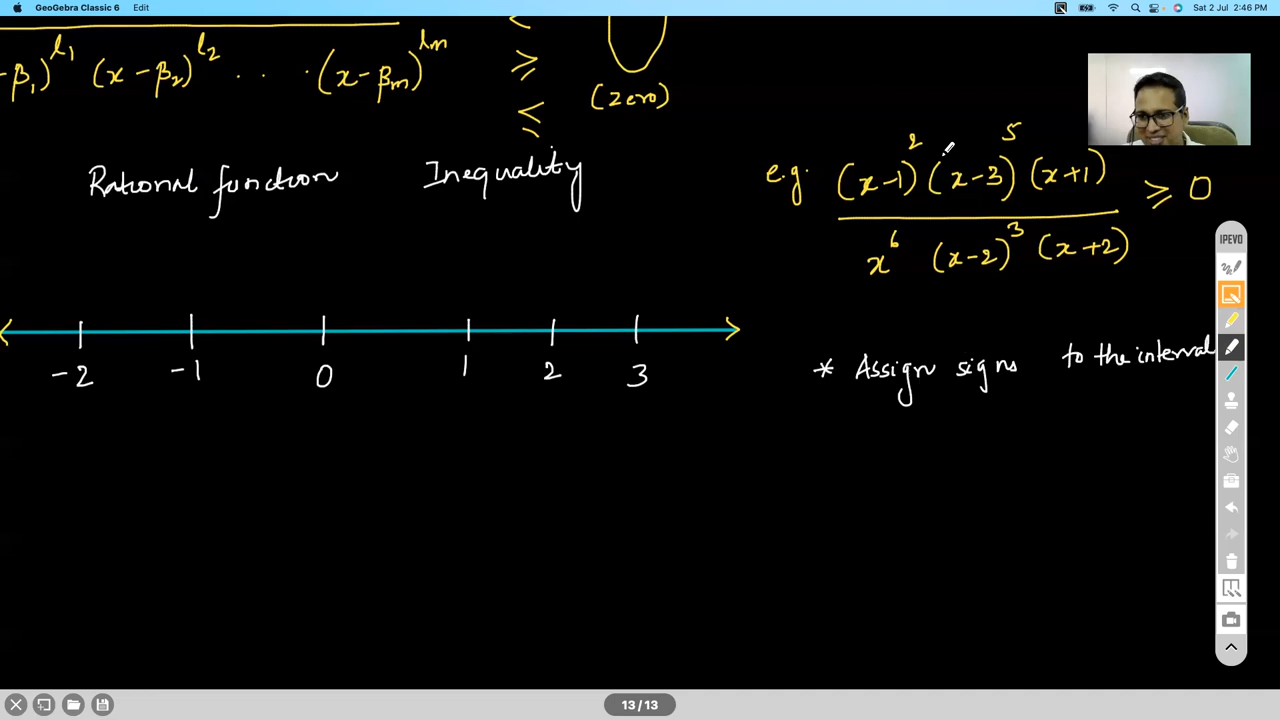 GeoGebra Classic 6 Edit Sat 2 Jul 2:46 PM
-β₁)^l₁ (x-β₂)^l₂ . . . . (x-βm)^lm < ≥ ≤
(Zero)
Rational function Inequality
e.g. (x-1)² (x-3)⁵ (x+1)
x⁶ (x-2)³ (x+2)
≥ 0
IPEVO
-2 -1 0 1 2 3
* Assign signs to the interval
13/13